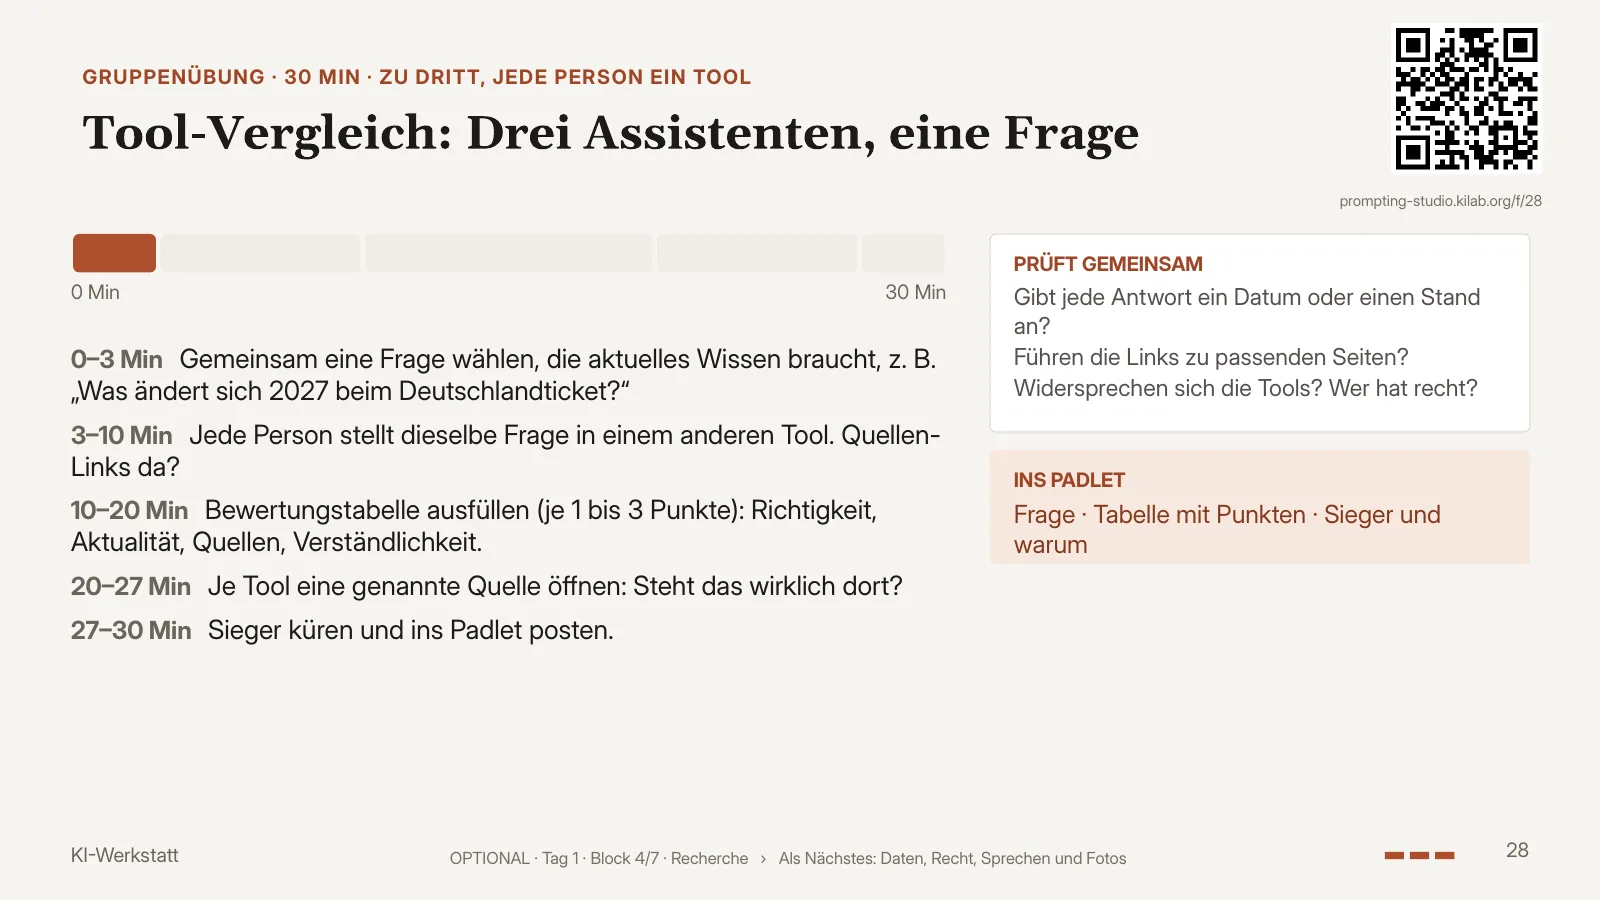 GRUPPENÜBUNG · 30 MIN · ZU DRITT, JEDE PERSON EIN TOOL
Tool-Vergleich: Drei Assistenten, eine Frage
prompting-studio.kilab.org/f/28
0 Min
30 Min
0–3 Min Gemeinsam eine Frage wählen, die aktuelles Wissen braucht, z. B.
„Was ändert sich 2027 beim Deutschlandticket?“
3–10 Min Jede Person stellt dieselbe Frage in einem anderen Tool. Quellen-
Links da?
10–20 Min Bewertungstabelle ausfüllen (je 1 bis 3 Punkte): Richtigkeit,
Aktualität, Quellen, Verständlichkeit.
20–27 Min Je Tool eine genannte Quelle öffnen: Steht das wirklich dort?
27–30 Min Sieger küren und ins Padlet posten.
PRÜFT GEMEINSAM
Gibt jede Antwort ein Datum oder einen Stand
an?
Führen die Links zu passenden Seiten?
Widersprechen sich die Tools? Wer hat recht?
INS PADLET
Frage · Tabelle mit Punkten · Sieger und
warum
KI-Werkstatt
OPTIONAL · Tag 1 · Block 4/7 · Recherche › Als Nächstes: Daten, Recht, Sprechen und Fotos
28